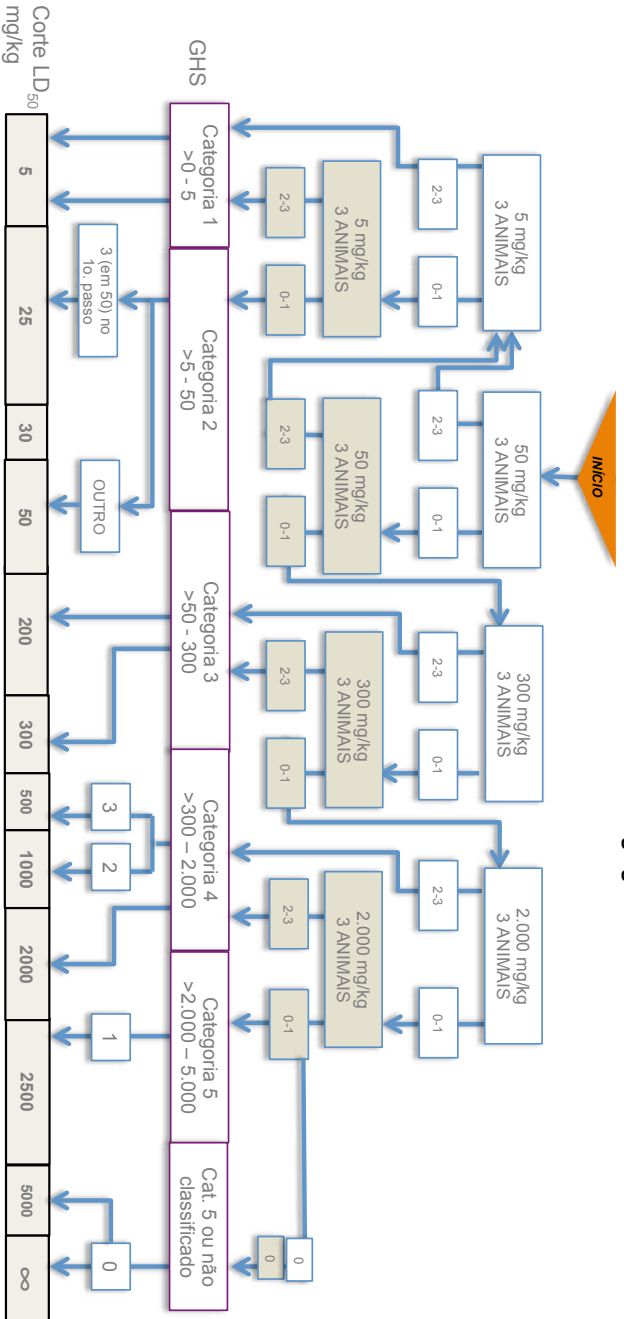 INÍCIO
5 mg/kg
3 ANIMAIS
50 mg/kg
3 ANIMAIS
300 mg/kg
3 ANIMAIS
2.000 mg/kg
3 ANIMAIS
2-3
0-1
2-3
0-1
2-3
0-1
2-3
0-1
5 mg/kg
3 ANIMAIS
50 mg/kg
3 ANIMAIS
300 mg/kg
3 ANIMAIS
2.000 mg/kg
3 ANIMAIS
2-3
0-1
2-3
0-1
2-3
0-1
2-3
0-1
0
0
GHS
Categoria 1
>0 - 5
Categoria 2
>5 - 50
Categoria 3
>50 - 300
Categoria 4
>300 – 2.000
Categoria 5
>2.000 – 5.000
Cat. 5 ou não
classificado
3 (em 50) no
1o. passo
OUTRO
3
2
1
0
Corte LD50
mg/kg
5
25
30
50
200
300
500
1000
2000
2500
5000
∞